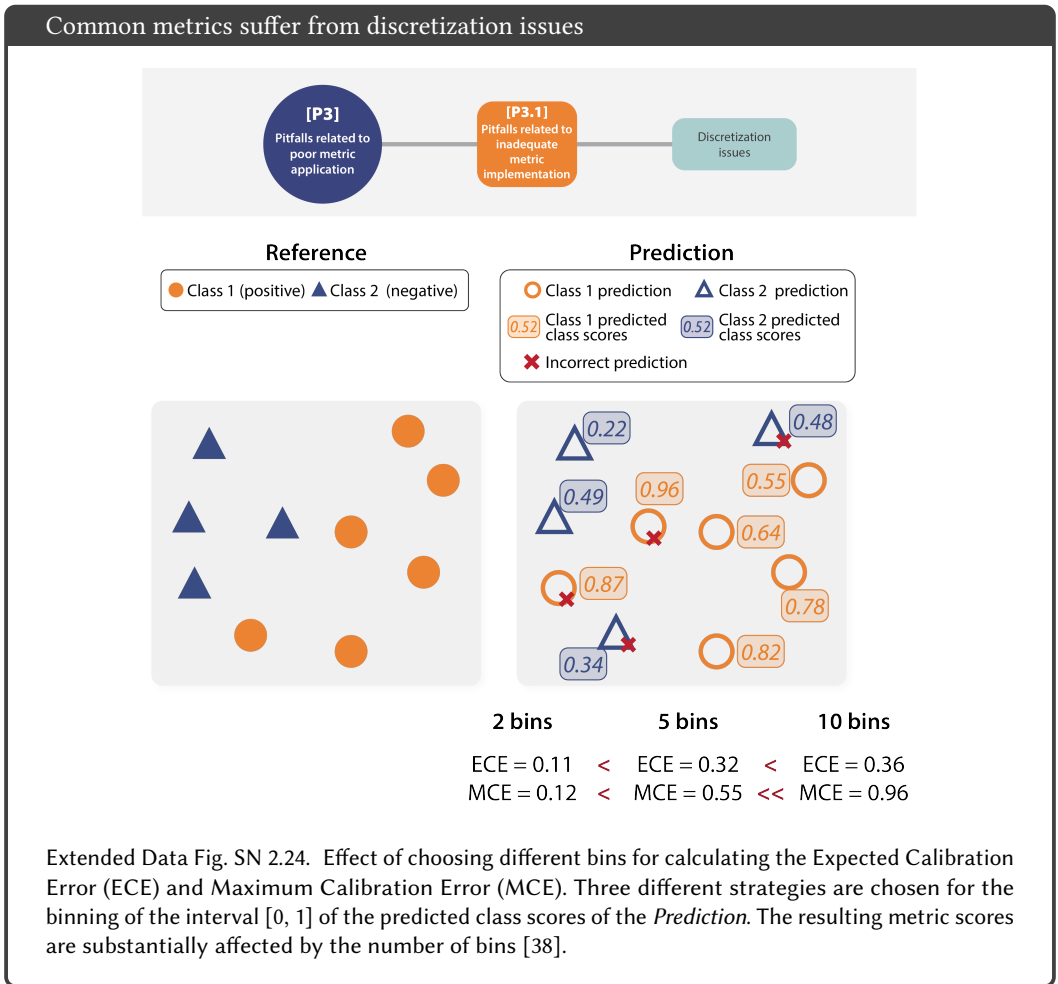 Common metrics suffer from discretization issues
[P3]
Pitfalls related to
poor metric
application
[P3.1]
Pitfalls related to
inadequate
metric
implementation
Discretization
issues
Reference
Class 1 (positive) Class 2 (negative)
Prediction
Class 1 prediction Class 2 prediction
0.52 Class 1 predicted
class scores
0.52 Class 2 predicted
class scores
Incorrect prediction
0.22
0.48
0.49
0.96
0.55
0.64
0.87
0.78
0.34
0.82
2 bins 5 bins 10 bins
ECE = 0.11 < ECE = 0.32 < ECE = 0.36
MCE = 0.12 < MCE = 0.55 << MCE = 0.96
Extended Data Fig. SN 2.24. Effect of choosing different bins for calculating the Expected Calibration
Error (ECE) and Maximum Calibration Error (MCE). Three different strategies are chosen for the
binning of the interval [0, 1] of the predicted class scores of the Prediction. The resulting metric scores
are substantially affected by the number of bins [38].